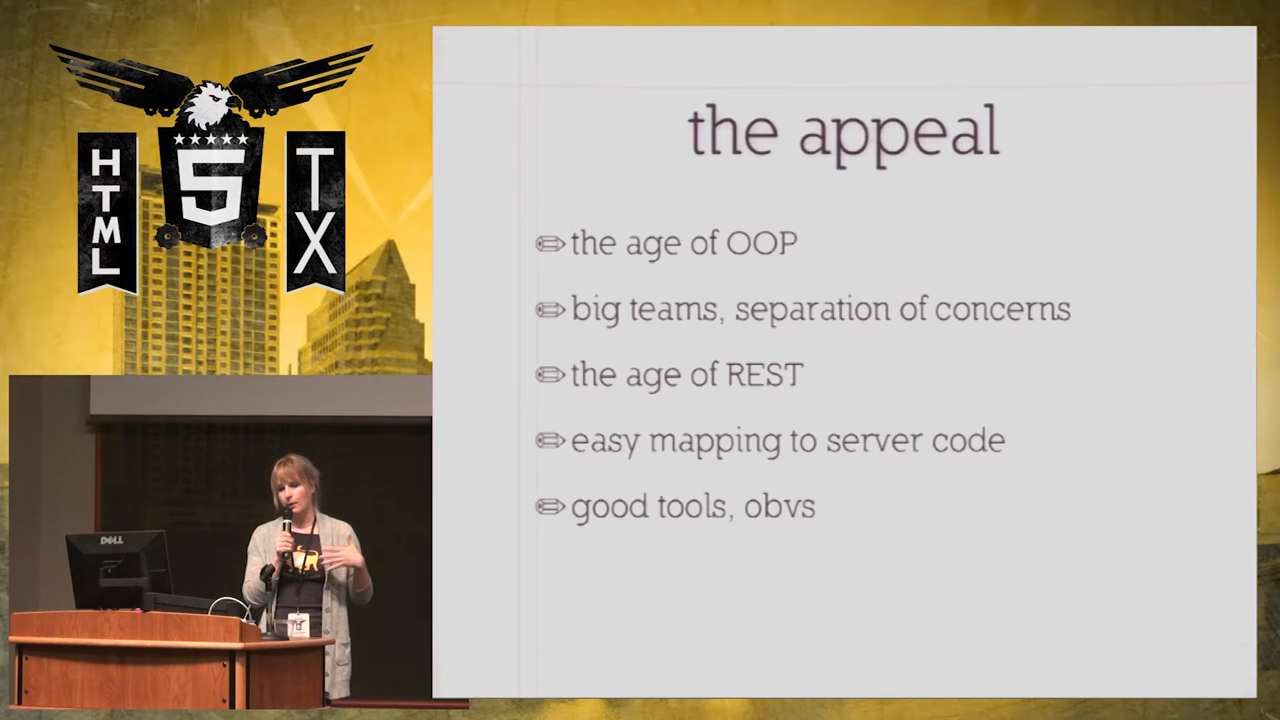 HTML
5
TX
the appeal
the age of OOP
big teams, separation of concerns
the age of REST
easy mapping to server code
good tools, obvs
DELL